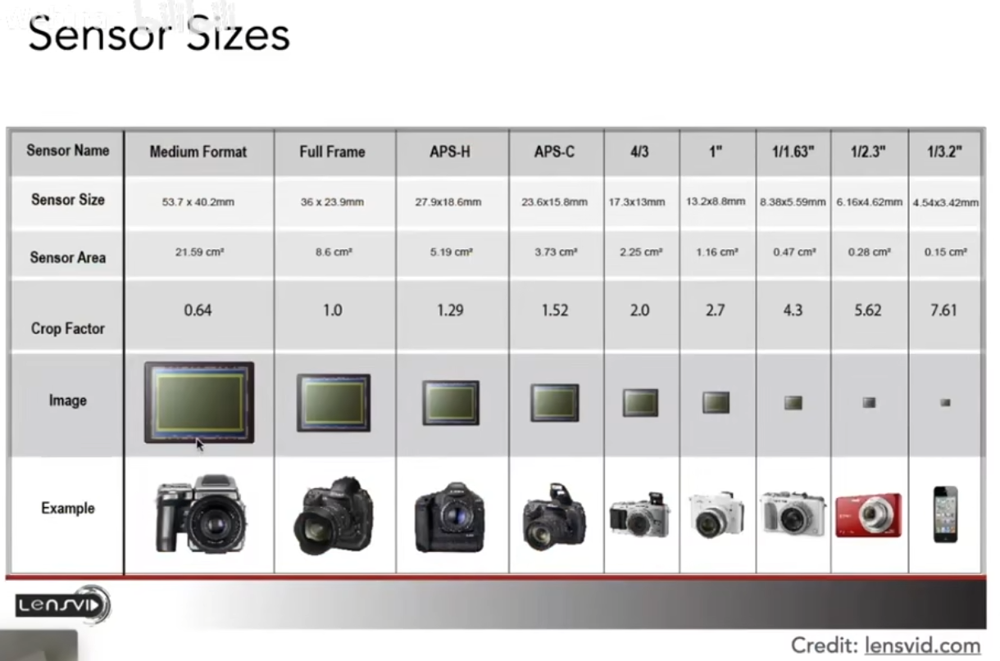 Sensor Sizes
Sensor Name Medium Format Full Frame APS-H APS-C 4/3 1" 1/1.63" 1/2.3" 1/3.2"
Sensor Size 53.7 x 40.2mm 36 x 23.9mm 27.9x18.6mm 23.6x15.8mm 17.3x13mm 13.2x8.8mm 8.38x5.59mm 6.16x4.62mm 4.54x3.42mm
Sensor Area 21.59 cm² 8.6 cm² 5.19 cm² 3.73 cm² 2.25 cm² 1.16 cm² 0.47 cm² 0.28 cm² 0.15 cm²
Crop Factor 0.64 1.0 1.29 1.52 2.0 2.7 4.3 5.62 7.61
Image
Example
LensVID
Credit: lensvid.com